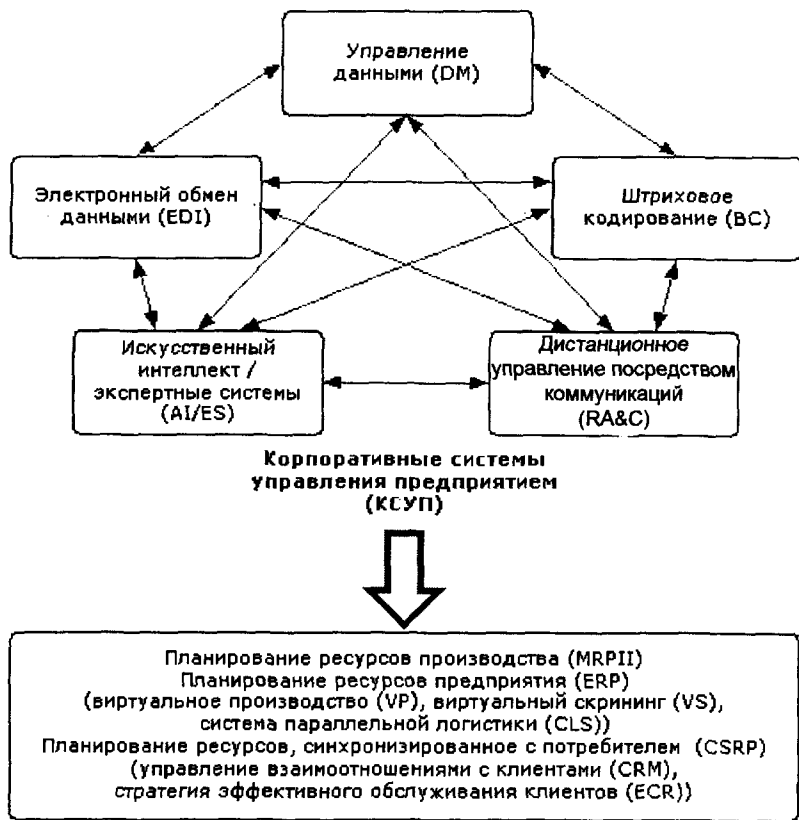 Управление
данными (DM)
Электронный обмен
данными (EDI)
Штриховое
кодирование (BC)
Искусственный
интеллект /
экспертные системы
(AI/ES)
Дистанционное
управление посредством
коммуникаций
(RA&C)
Корпоративные системы
управления предприятием
(КСУП)
Планирование ресурсов производства (MRPII)
Планирование ресурсов предприятия (ERP)
(виртуальное производство (VP), виртуальный скрининг (VS),
система параллельной логистики (CLS))
Планирование ресурсов, синхронизированное с потребителем (CSRP)
(управление взаимоотношениями с клиентами (CRM),
стратегия эффективного обслуживания клиентов (ECR))